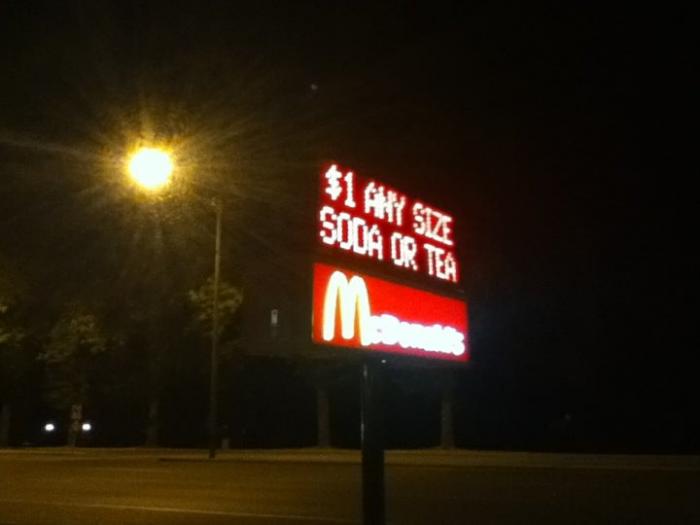 $1 ANY SIZE
SODA OR TEA
McDonald's